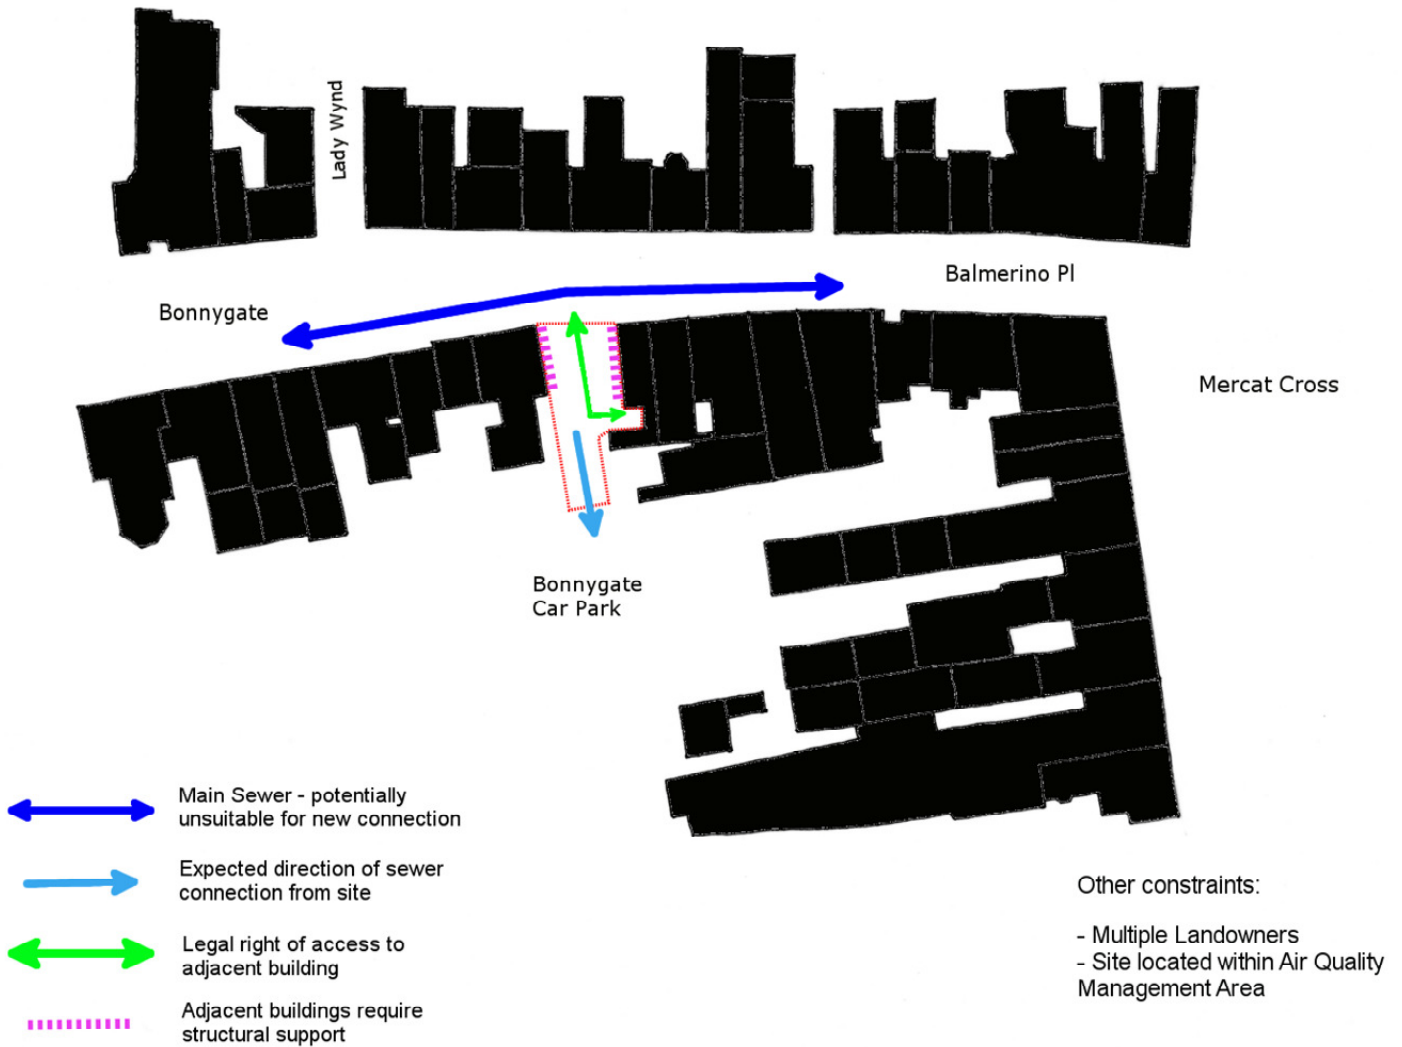 Lady Wynd
Balmerino Pl
Bonnygate
Mercat Cross
Bonnygate
Car Park
Main Sewer - potentially
unsuitable for new connection
Expected direction of sewer
connection from site
Legal right of access to
adjacent building
Adjacent buildings require
structural support
Other constraints:
- Multiple Landowners
- Site located within Air Quality
Management Area